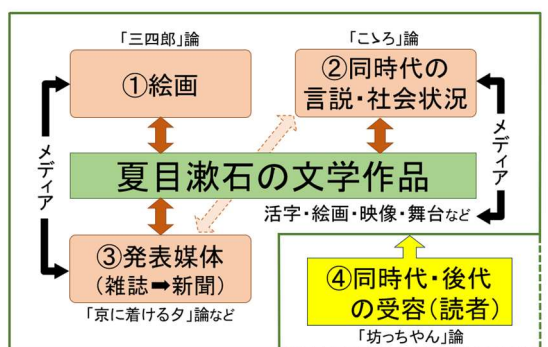 「三四郎」論
①絵画
「こゝろ」論
②同時代の
言説・社会状況
メディア
メディア
夏目漱石の文学作品
活字・絵画・映像・舞台など
③発表媒体
（雑誌➡新聞）
「京に着ける夕」論など
④同時代・後代
の受容（読者）
「坊っちやん」論